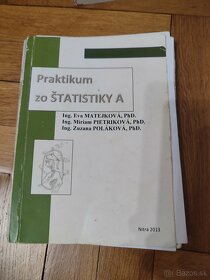 Praktikum
zo ŠTATISTIKY A
Ing. Eva MATEJKOVÁ, PhD.
Ing. Miriam PIETRIKOVÁ, PhD.
Ing. Zuzana POLÁKOVÁ, PhD.
Nitra 2013
Bazos.sk